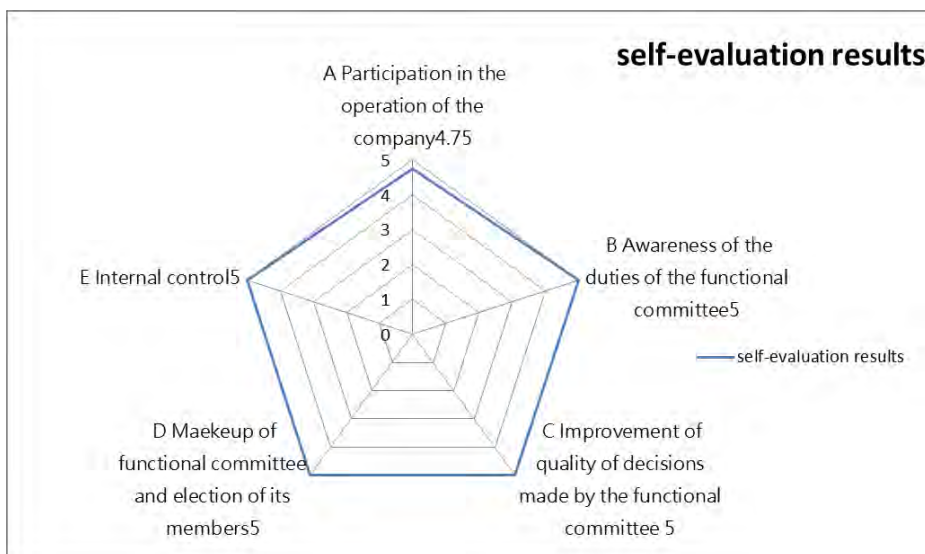 self-evaluation results
A Participation in the
operation of the
company4.75
5
4
3
2
1
0
B Awareness of the
duties of the functional
committee5
E Internal control5
self-evaluation results
D Maekeup of
functional committee
and election of its
members5
C Improvement of
quality of decisions
made by the functional
committee 5